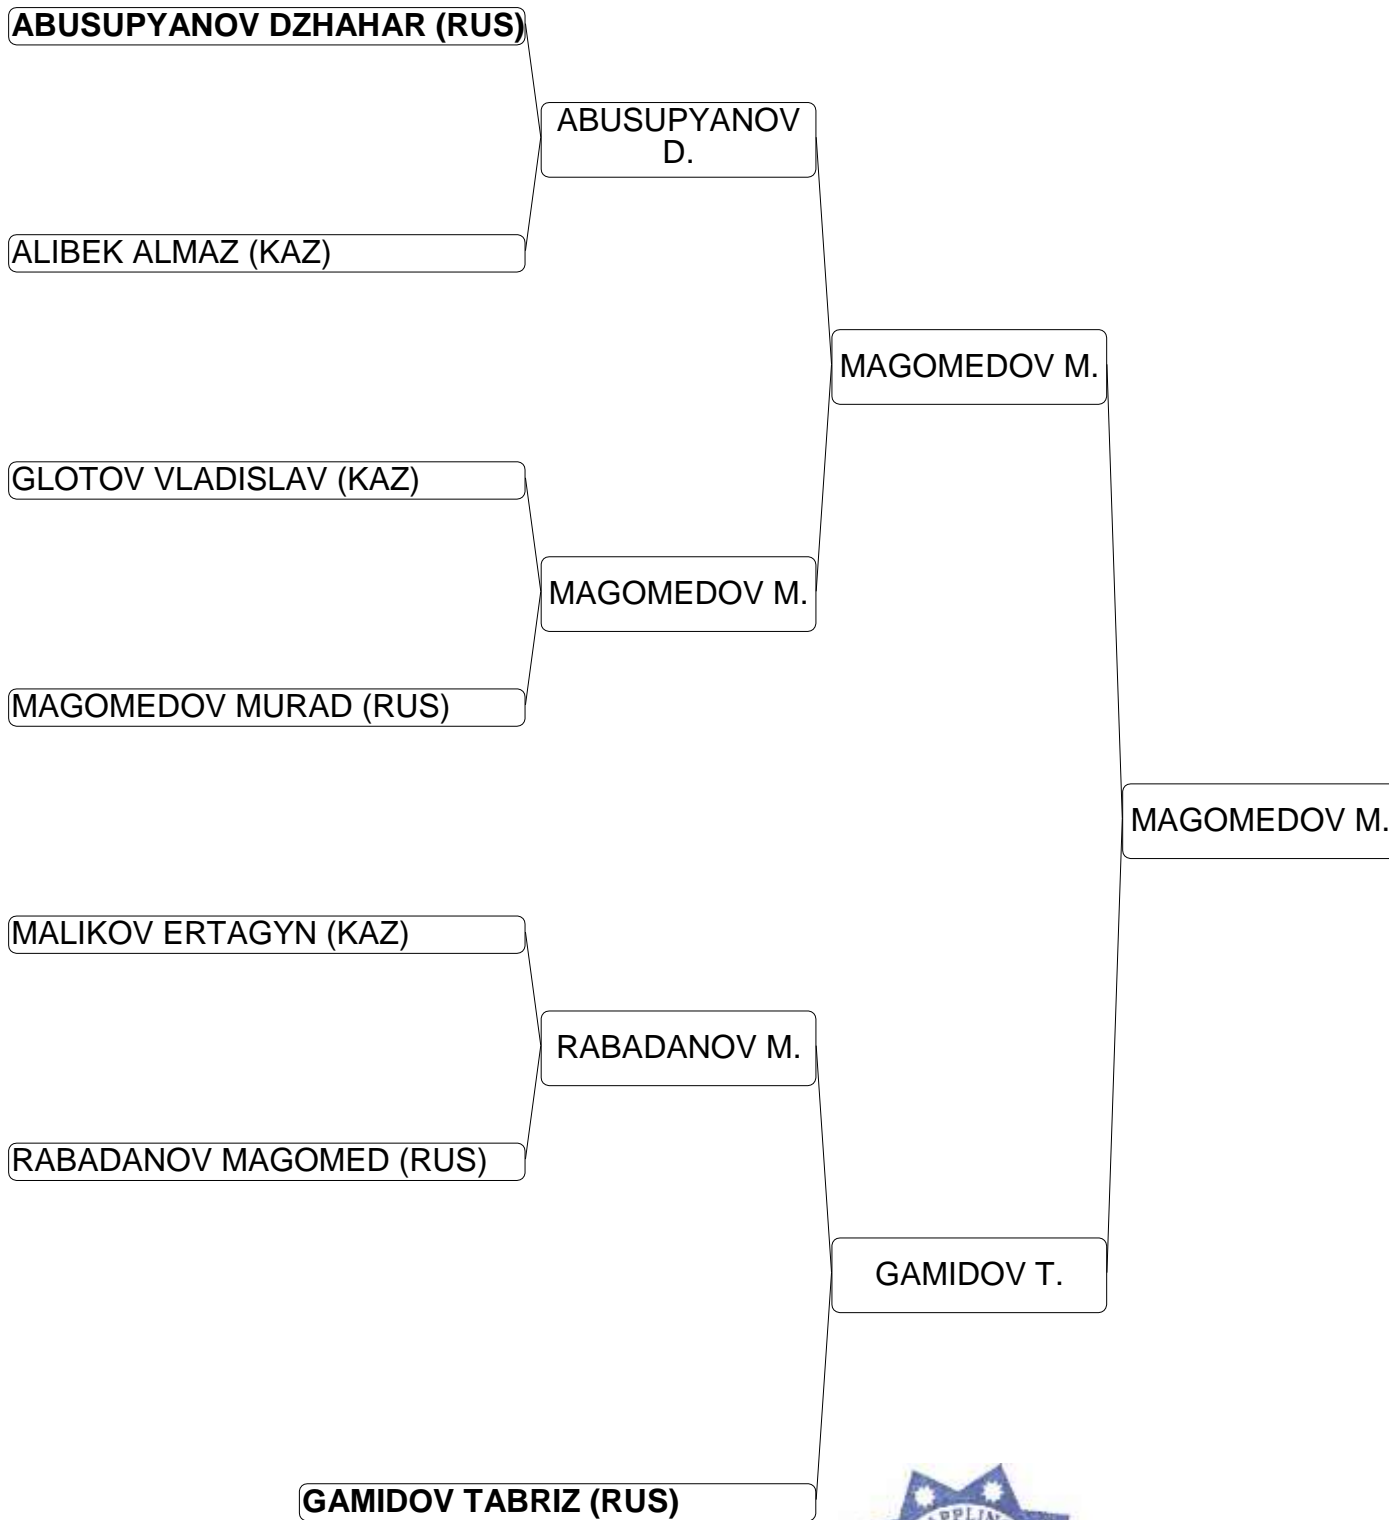 ABUSUPYANOV DZHAHAR (RUS)
ABUSUPYANOV
D.
ALIBEK ALMAZ (KAZ)
MAGOMEDOV M.
GLOTOV VLADISLAV (KAZ)
MAGOMEDOV M.
MAGOMEDOV MURAD (RUS)
MAGOMEDOV M.
MALIKOV ERTAGYN (KAZ)
RABADANOV M.
RABADANOV MAGOMED (RUS)
GAMIDOV T.
GAMIDOV TABRIZ (RUS)